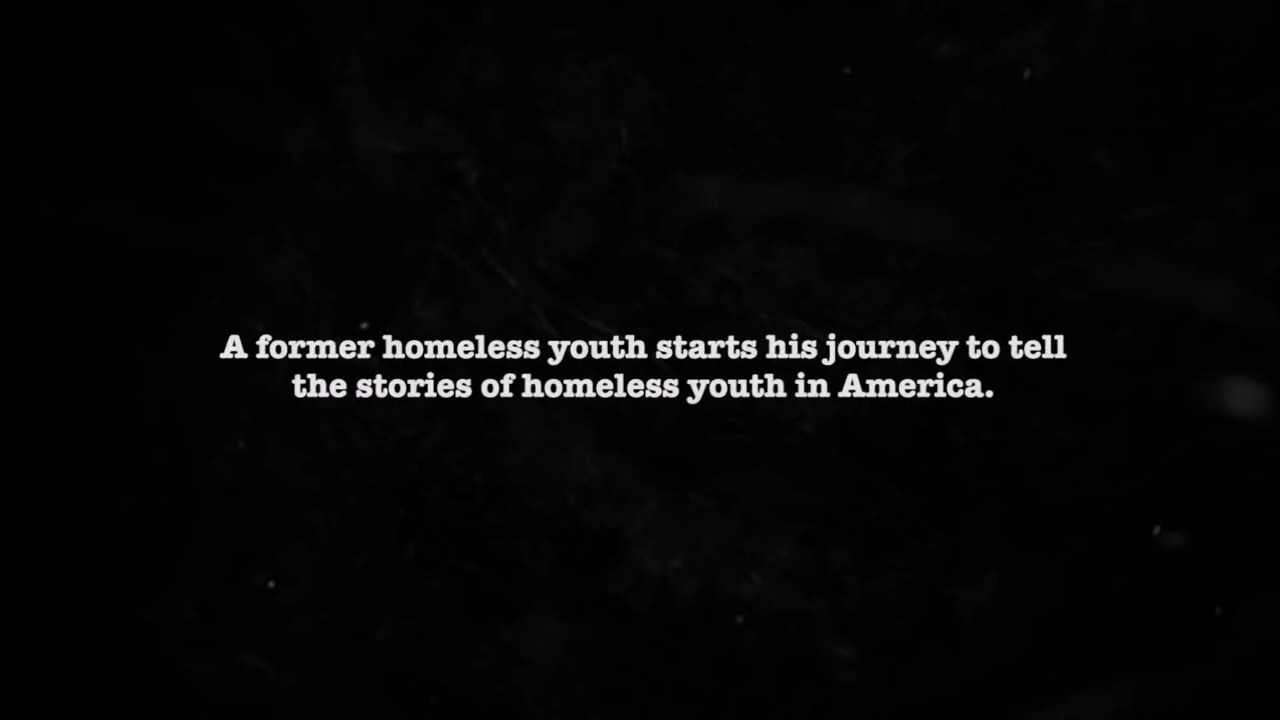 A former homeless youth starts his journey to tell
the stories of homeless youth in America.